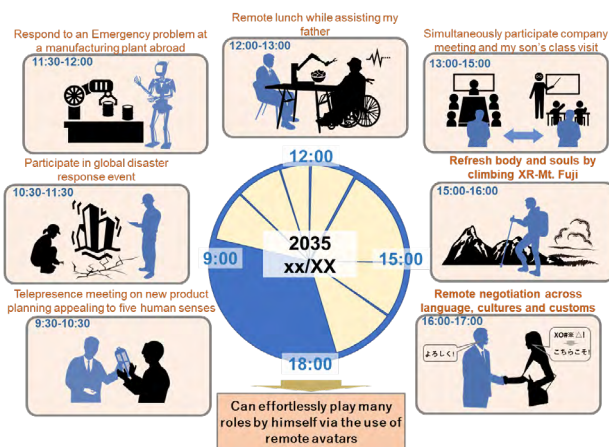 Respond to an Emergency problem at
a manufacturing plant abroad
11:30-12:00
Remote lunch while assisting my
father
12:00-13:00
Simultaneously participate company
meeting and my son's class visit
13:00-15:00
Participate in global disaster
response event
10:30-11:30
Refresh body and souls by
climbing XR-Mt. Fuji
15:00-16:00
Telepresence meeting on new product
planning appealing to five human senses
9:30-10:30
Remote negotiation across
language, cultures and customs
16:00-17:00
よろしく!
XO#※△!
こちらこそ!
12:00
9:00
2035
xx/XX
15:00
18:00
Can effortlessly play many
roles by himself via the use of
remote avatars